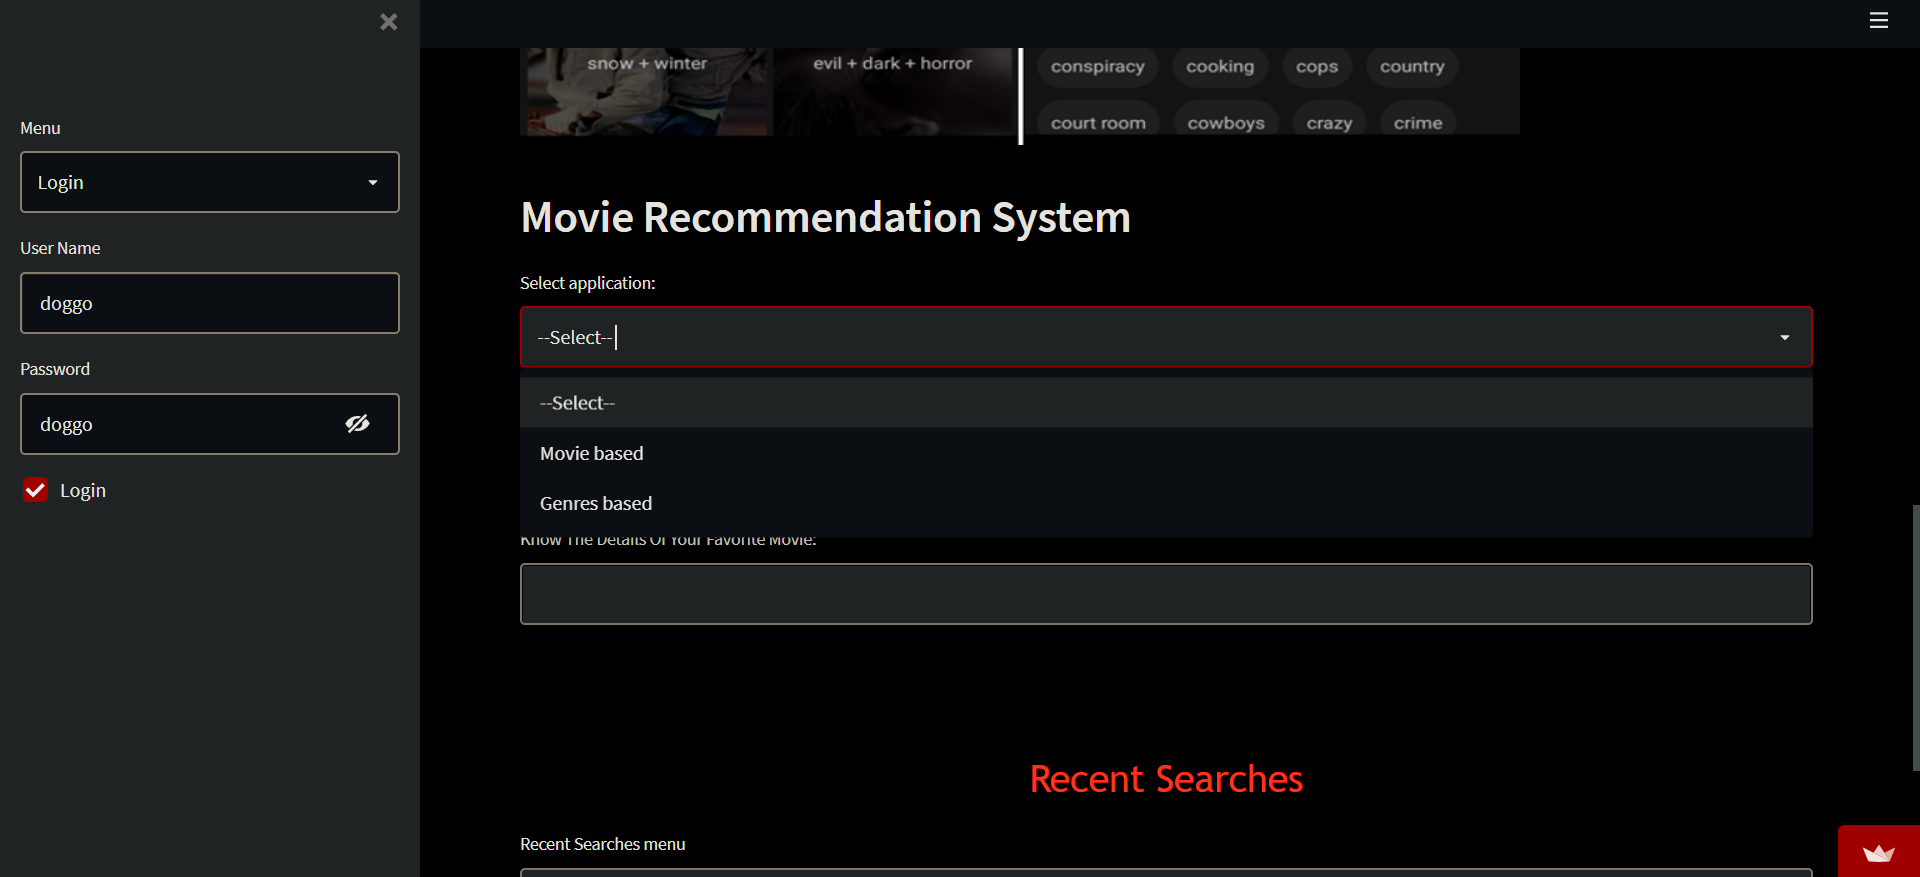 Menu
Login
User Name
doggo
Password
doggo
Login
snow + winter
evil + dark + horror
conspiracy cooking cops country
court room cowboys crazy crime
Movie Recommendation System
Select application:
--Select--
--Select--
Movie based
Genres based
Know The Details Of Your Favorite Movie:
Recent Searches
Recent Searches menu